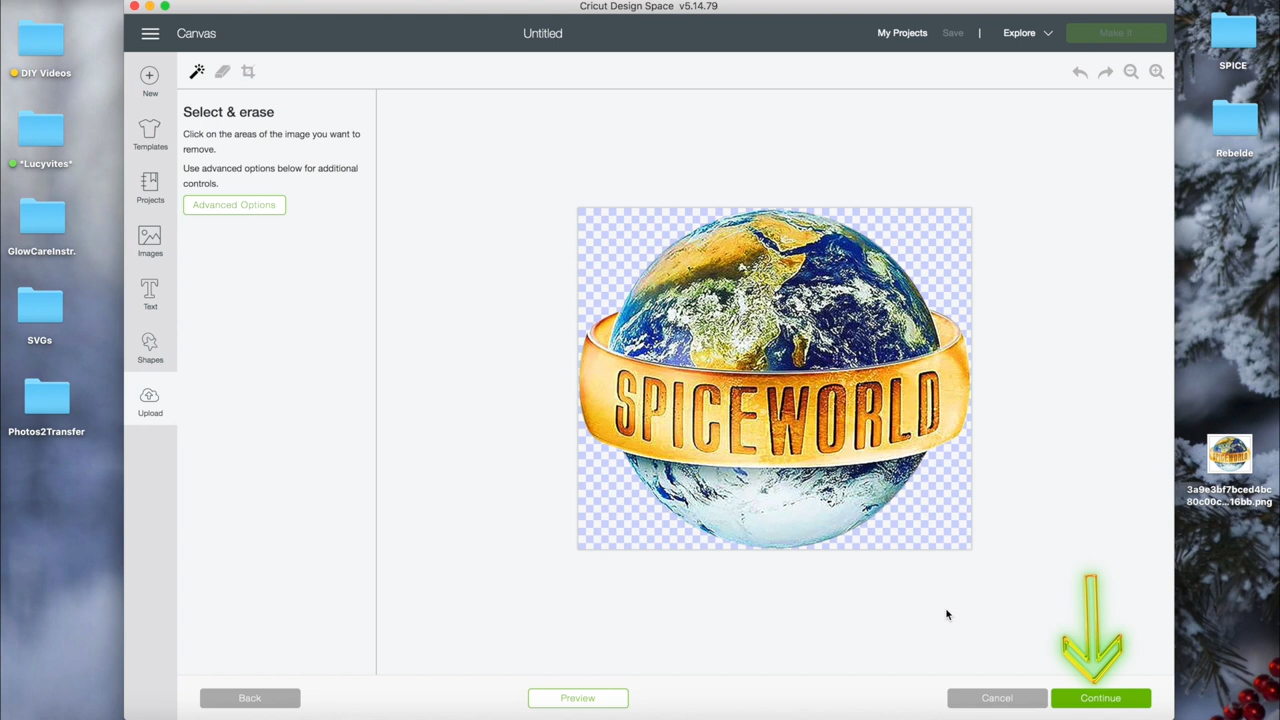 Cricut Design Space v5.14.79
Canvas
Untitled
My Projects
Save
|
Explore
Make It
New
Templates
Projects
Images
Text
Shapes
Upload
Select & erase
Click on the areas of the image you want to
remove.
Use advanced options below for additional
controls.
Advanced Options
SPICEWORLD
Back
Preview
Cancel
Continue
DIY Videos
*Lucyvites*
GlowCareInstr.
SVGs
Photos2Transfer
SPICE
Rebelde
SPICEWORLD
3a9e3bf7bced4bc
80c00c...16bb.png